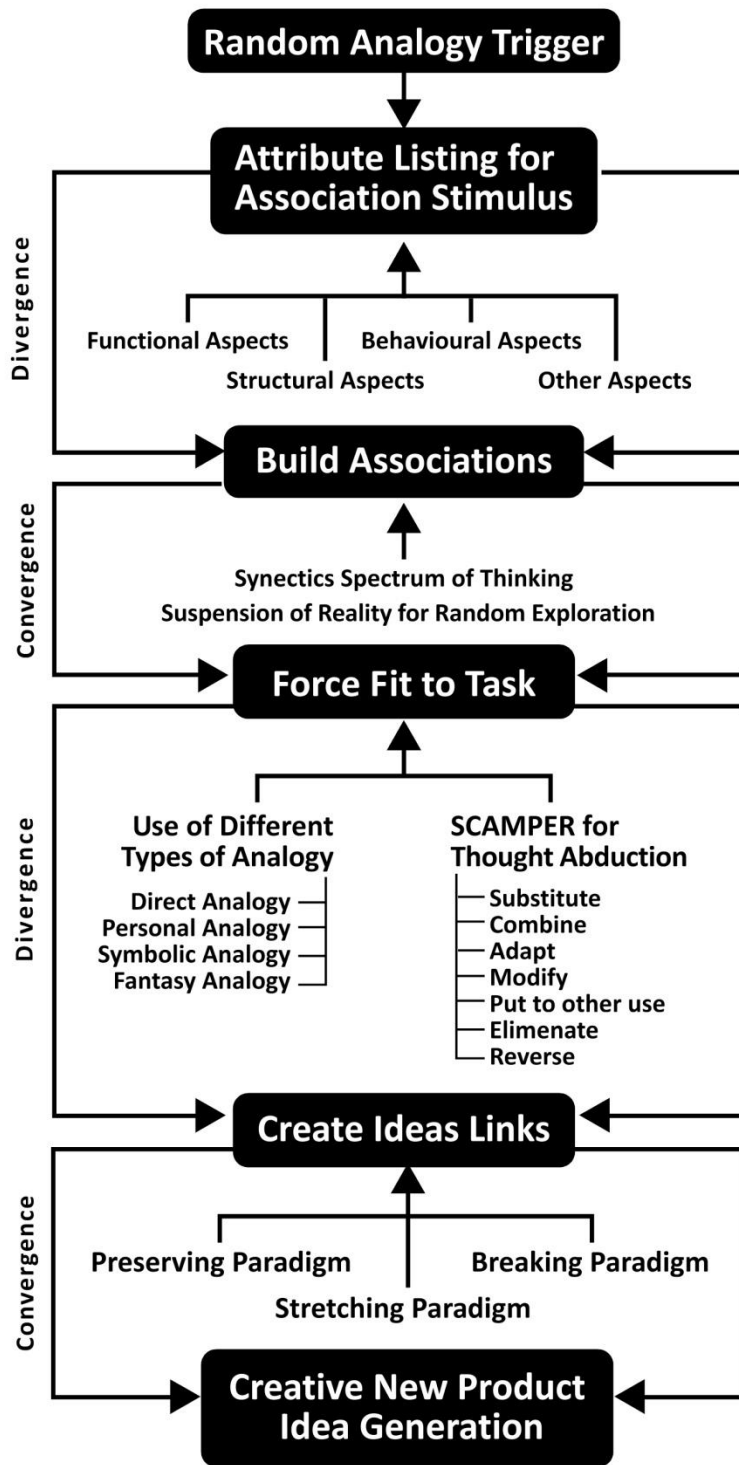 Random Analogy Trigger
Attribute Listing for
Association Stimulus
Divergence
Functional Aspects
Behavioural Aspects
Structural Aspects
Other Aspects
Build Associations
Convergence
Synectics Spectrum of Thinking
Suspension of Reality for Random Exploration
Force Fit to Task
Divergence
Use of Different
Types of Analogy
Direct Analogy
Personal Analogy
Symbolic Analogy
Fantasy Analogy
SCAMPER for
Thought Abduction
Substitute
Combine
Adapt
Modify
Put to other use
Elimenate
Reverse
Create Ideas Links
Convergence
Preserving Paradigm
Breaking Paradigm
Stretching Paradigm
Creative New Product
Idea Generation